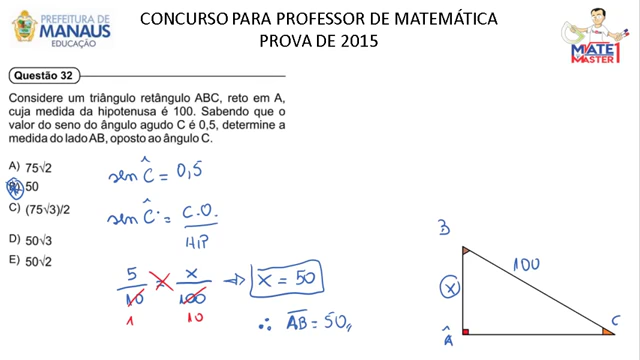 PREFEITURA DE
MANAUS
EDUCAÇÃO
CONCURSO PARA PROFESSOR DE MATEMÁTICA
PROVA DE 2015
MATE
MASTER1
Questão 32
Considere um triângulo retângulo ABC, reto em A,
cuja medida da hipotenusa é 100. Sabendo que o
valor do seno do ângulo agudo C é 0,5, determine a
medida do lado AB, oposto ao ângulo C.
A) 75√2
B) 50
C) (75√3)/2
D) 50√3
E) 50√2
sen Ĉ = 0,5
sen Ĉ = C.O.
HIP
5/10 = x/100 ⇒ x = 50
1 10
∴ AB = 50
B
100
x
Â
C